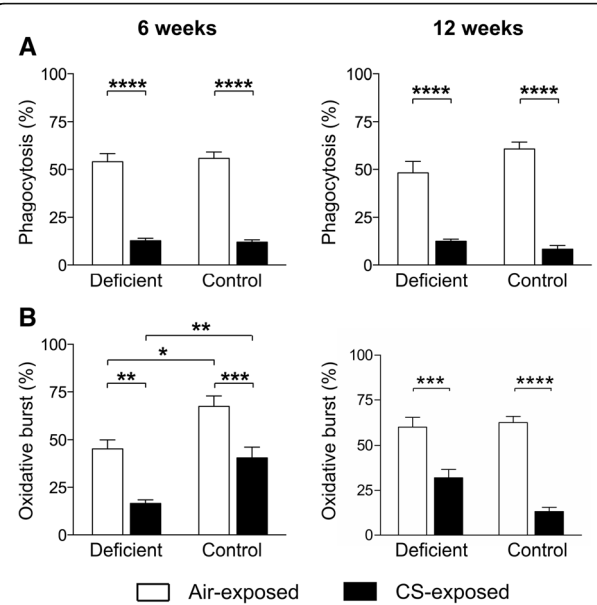 6 weeks 12 weeks
A
100 **** **** 100 **** ****
Phagocytosis (%) Phagocytosis (%)
75 75
50 50
25 25
0 0
Deficient Control Deficient Control
B
**
100 * 100
** *** *** ****
Oxidative burst (%) Oxidative burst (%)
75 75
50 50
25 25
0 0
Deficient Control Deficient Control
Air-exposed CS-exposed